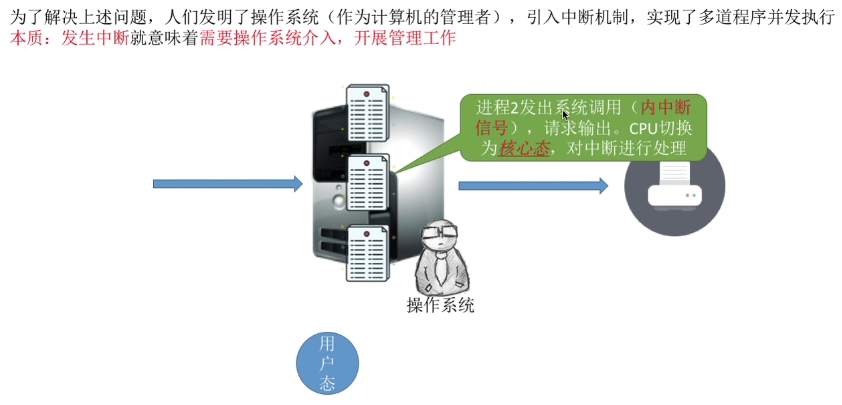 为了解决上述问题，人们发明了操作系统（作为计算机的管理者），引入中断机制，实现了多道程序并发执行
本质：发生中断就意味着需要操作系统介入，开展管理工作
进程2发出系统调用（内中断
信号），请求输出。CPU切换
为核心态，对中断进行处理
操作系统
用
户
态